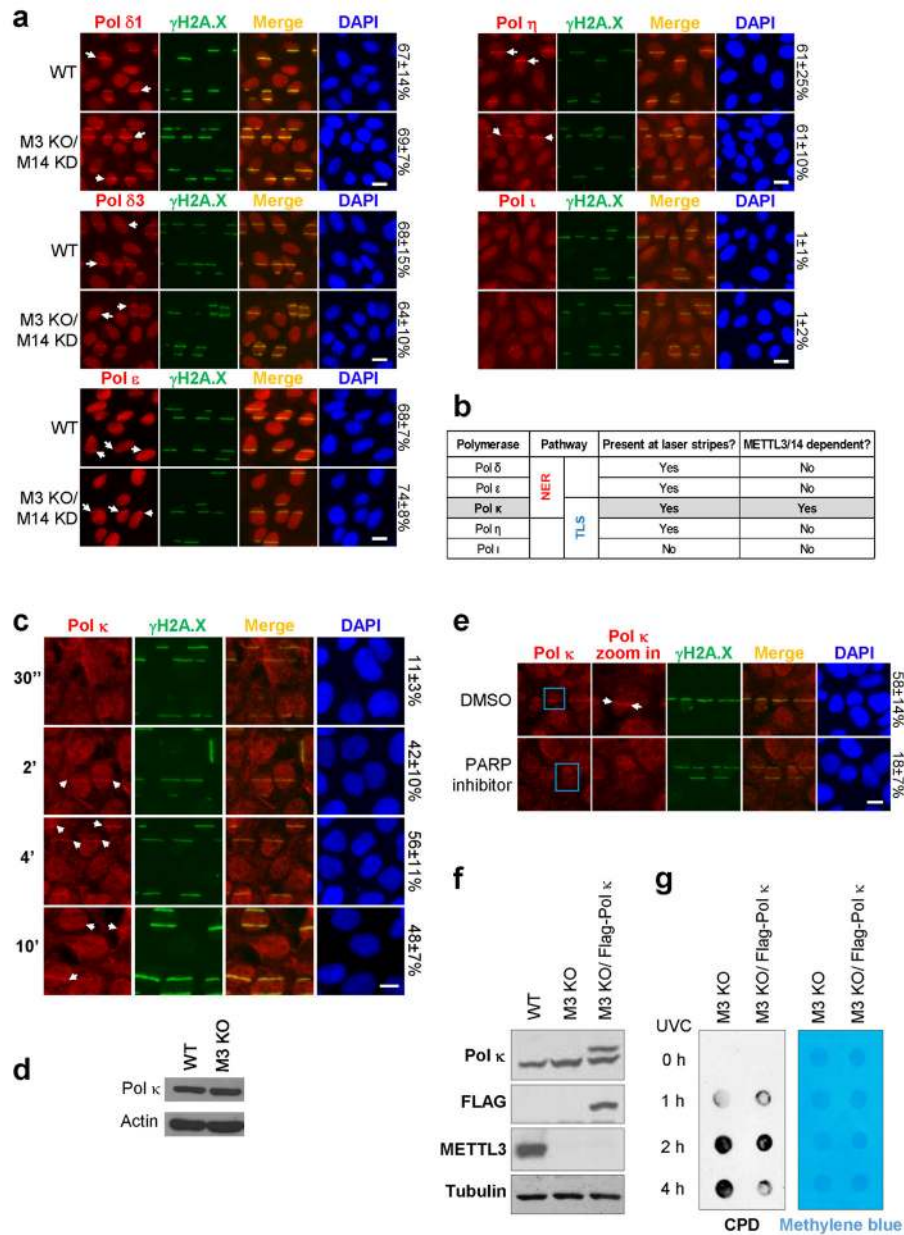 a
Pol δ1 γH2A.X Merge DAPI
WT
67±14%
M3 KO/
M14 KD
69±7%
Pol δ3 γH2A.X Merge DAPI
WT
68±15%
M3 KO/
M14 KD
64±10%
Pol ε γH2A.X Merge DAPI
WT
68±7%
M3 KO/
M14 KD
74±8%
Pol η γH2A.X Merge DAPI
61±25%
61±10%
Pol ι γH2A.X Merge DAPI
1±1%
1±2%
b
Polymerase Pathway Present at laser stripes? METTL3/14 dependent?
Pol δ Yes No
Pol ε Yes No
Pol κ Yes Yes
Pol η Yes No
Pol ι No No
NER
TLS
c
Pol κ γH2A.X Merge DAPI
30''
11±3%
2'
42±10%
4'
56±11%
10'
48±7%
d
WT M3 KO
Pol κ
Actin
e
Pol κ Pol κ zoom in γH2A.X Merge DAPI
DMSO
58±14%
PARP
inhibitor
18±7%
f
WT M3 KO M3 KO/ Flag-Pol κ
Pol κ
FLAG
METTL3
Tubulin
g
M3 KO M3 KO/ Flag-Pol κ M3 KO M3 KO/ Flag-Pol κ
UVC
0 h
1 h
2 h
4 h
CPD Methylene blue